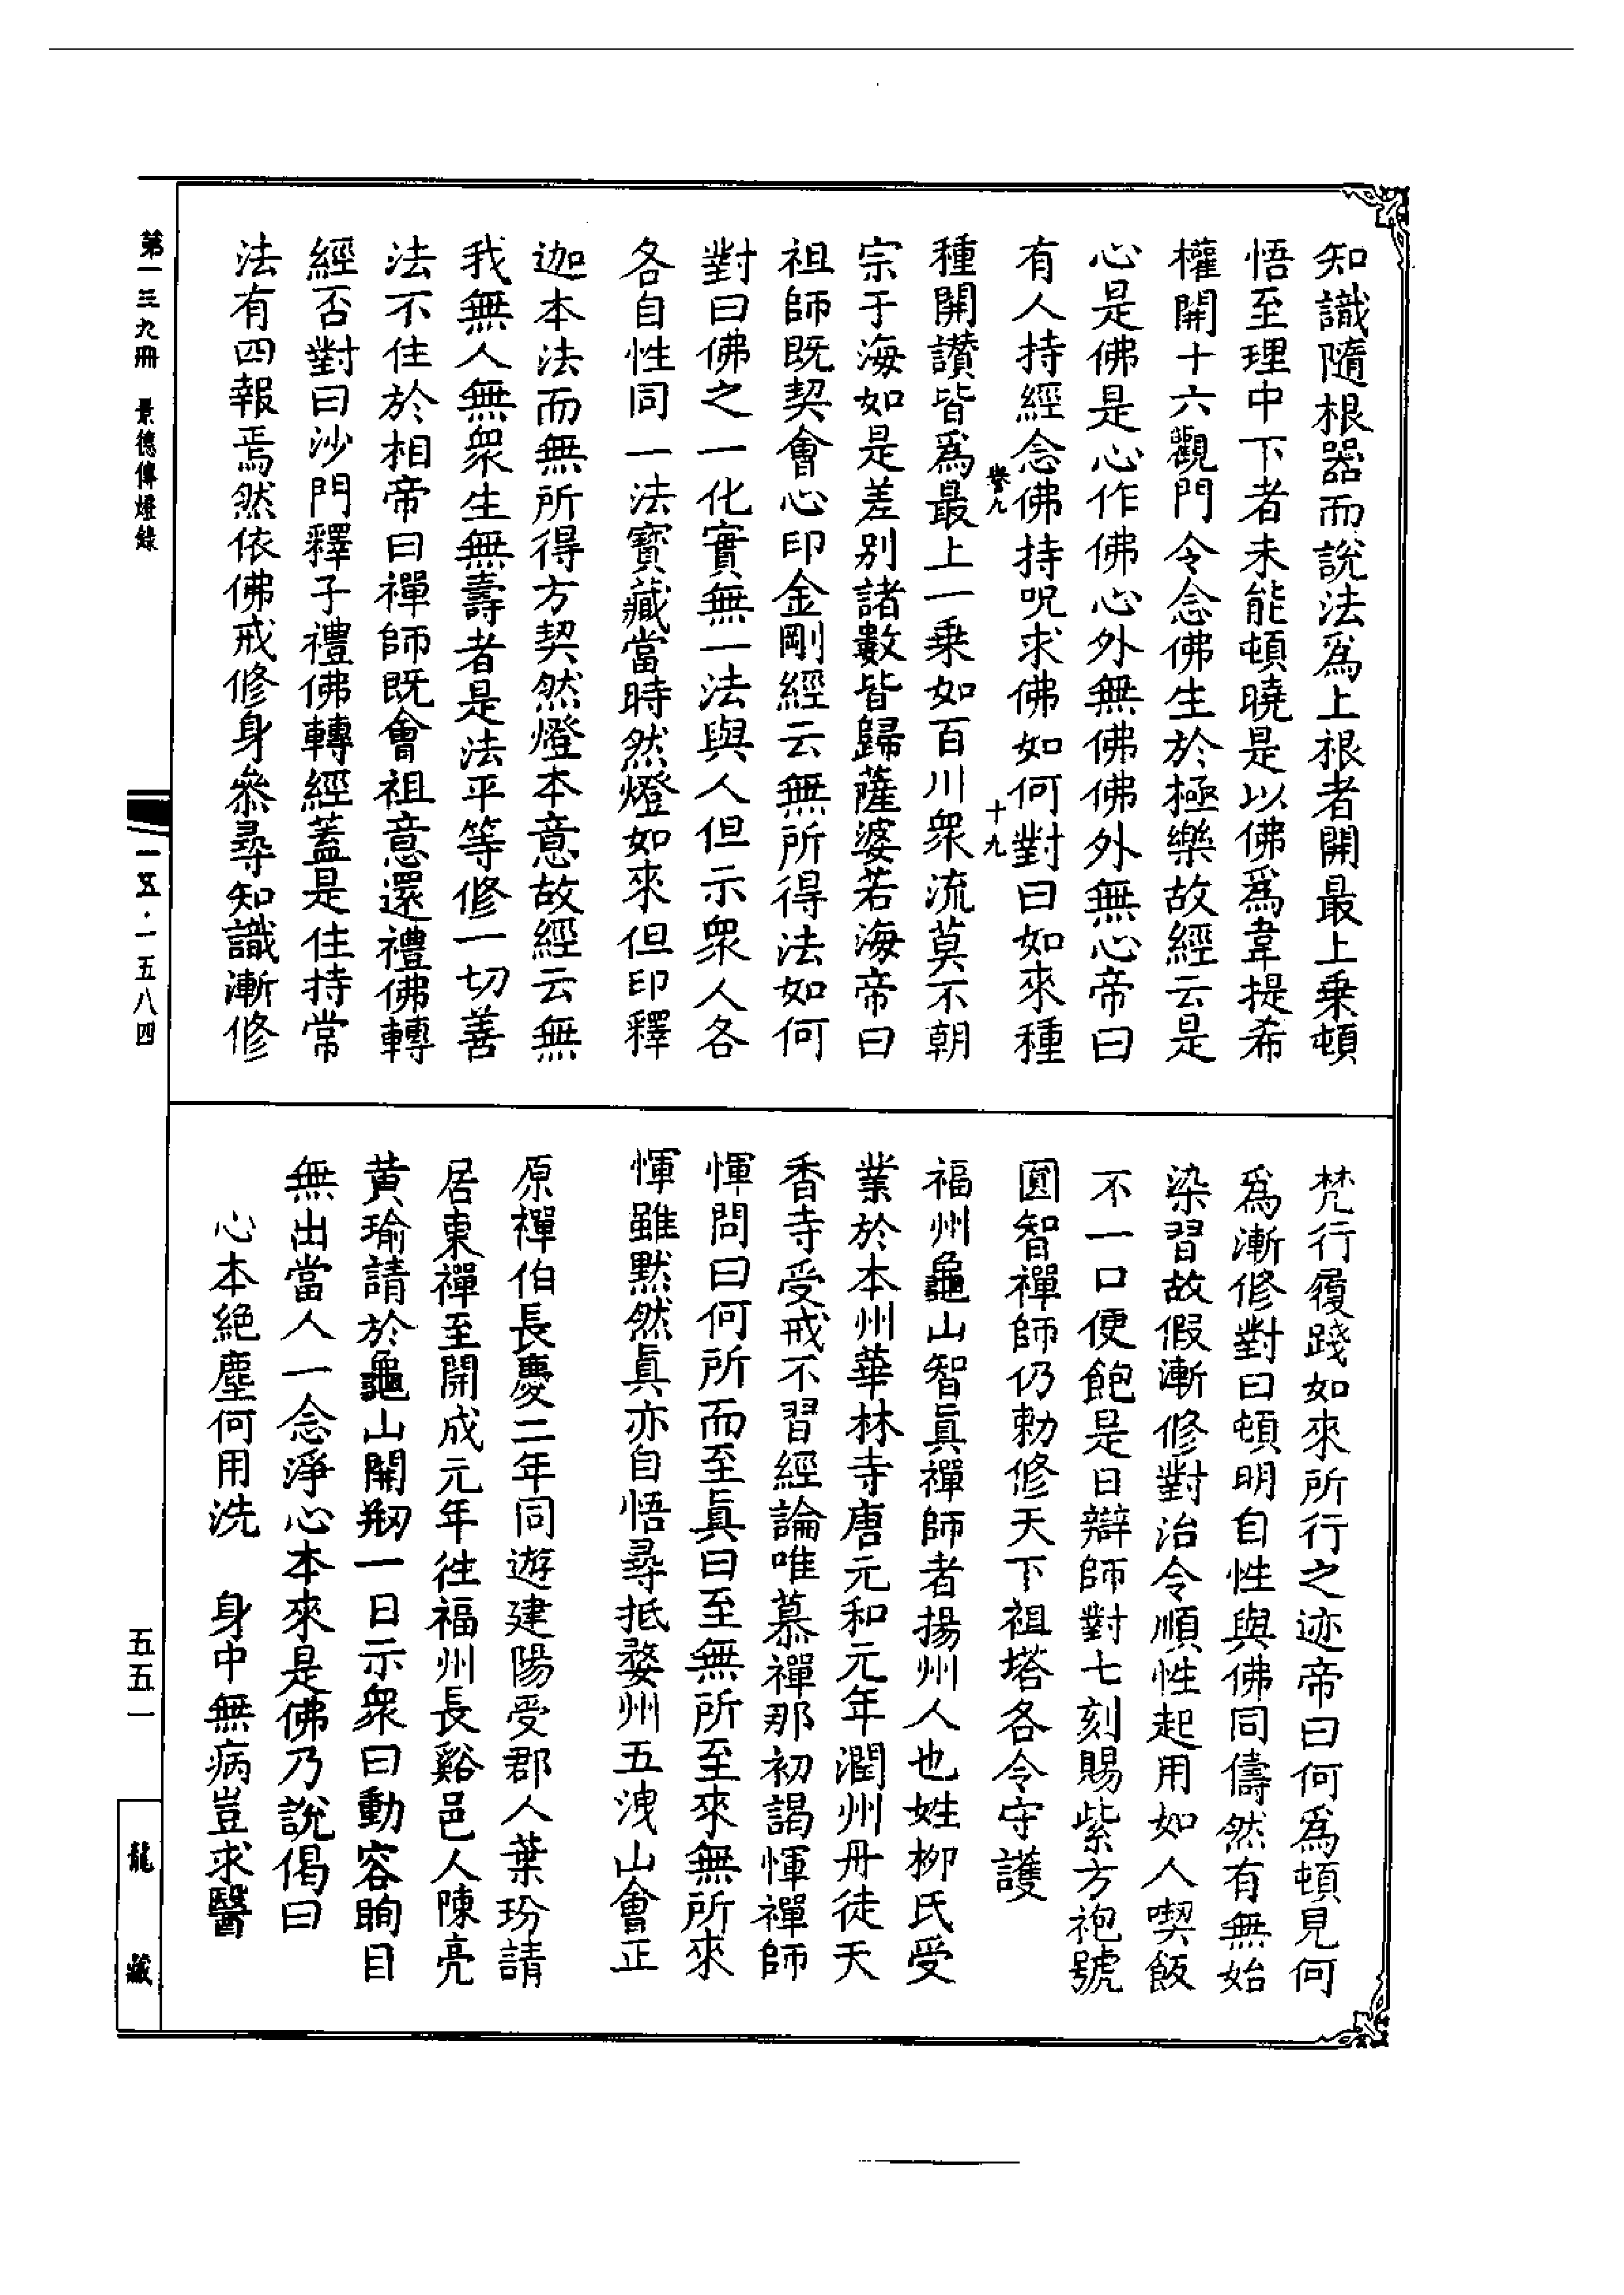 知識隨根器而說法爲上根者開最上乗頓
悟至理中下者未能頓曉是以佛爲韋提希
權開十六觀門令念佛生於極樂故經云是
心是佛是心作佛心外無佛佛外無心帝曰
有人持經念佛持呪求佛如何對曰如來種
譽九 十九
種開讚皆爲最上一乗如百川衆流莫不朝
宗于海如是差别諸數皆歸薩婆若海帝曰
祖師既契會心印金剛經云無所得法如何
對曰佛之一化實無一法與人但示衆人各
各自性同一法寳藏當時然燈如來但印釋
迦本法而無所得方契然燈本意故經云無
我無人無衆生無壽者是法平等修一切善
法不住於相帝曰禪師既會祖意還禮佛轉
經否對曰沙門釋子禮佛轉經蓋是住持常
法有四報焉然依佛戒修身參尋知識漸修
梵行履踐如來所行之迹帝曰何爲頓見何
爲漸修對曰頓明自性與佛同儔然有無始
染習故假漸修對治令順性起用如人喫飯
不一口便飽是日辯師對七刻賜紫方袍號
圓智禪師仍勅修天下祖塔各令守護
福州龜山智眞禪師者揚州人也姓柳氏受
業於本州華林寺唐元和元年潤州丹徒天
香寺受戒不習經論唯慕禪那初謁惲禪師
惲問曰何所而至眞曰至無所至來無所來
惲雖黙然眞亦自悟尋抵婺州五洩山會正
原禪伯長慶二年同遊建陽受郡人葉玢請
居東禪至開成元年往福州長谿邑人陳亮
黄瑜請於龜山開剏一日示衆曰動容眴目
無出當人一念淨心本來是佛乃說偈曰
心本絶塵何用洗 身中無病豈求醫
第一三九冊 景德傳燈錄
一五·一五八四
五五一
龍藏